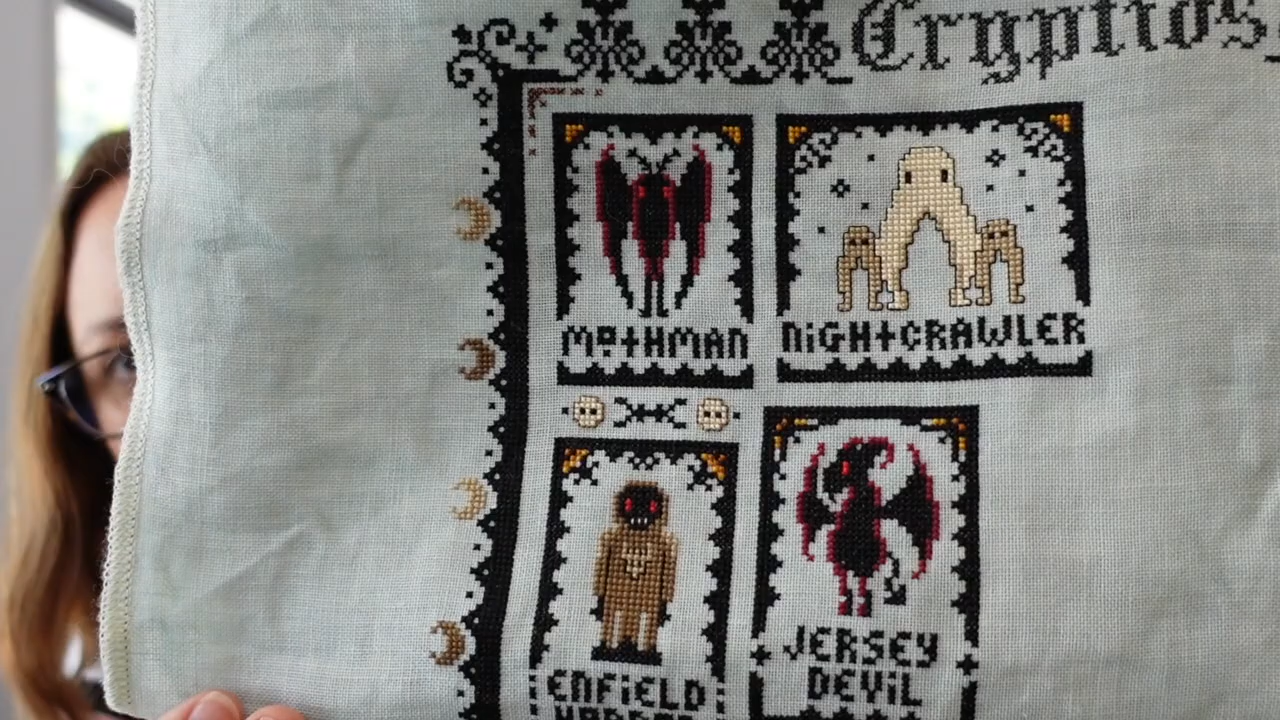 Cryptids
MOTHMAN
NIGHTCRAWLER
ENFIELD
JERSEY
DEVIL